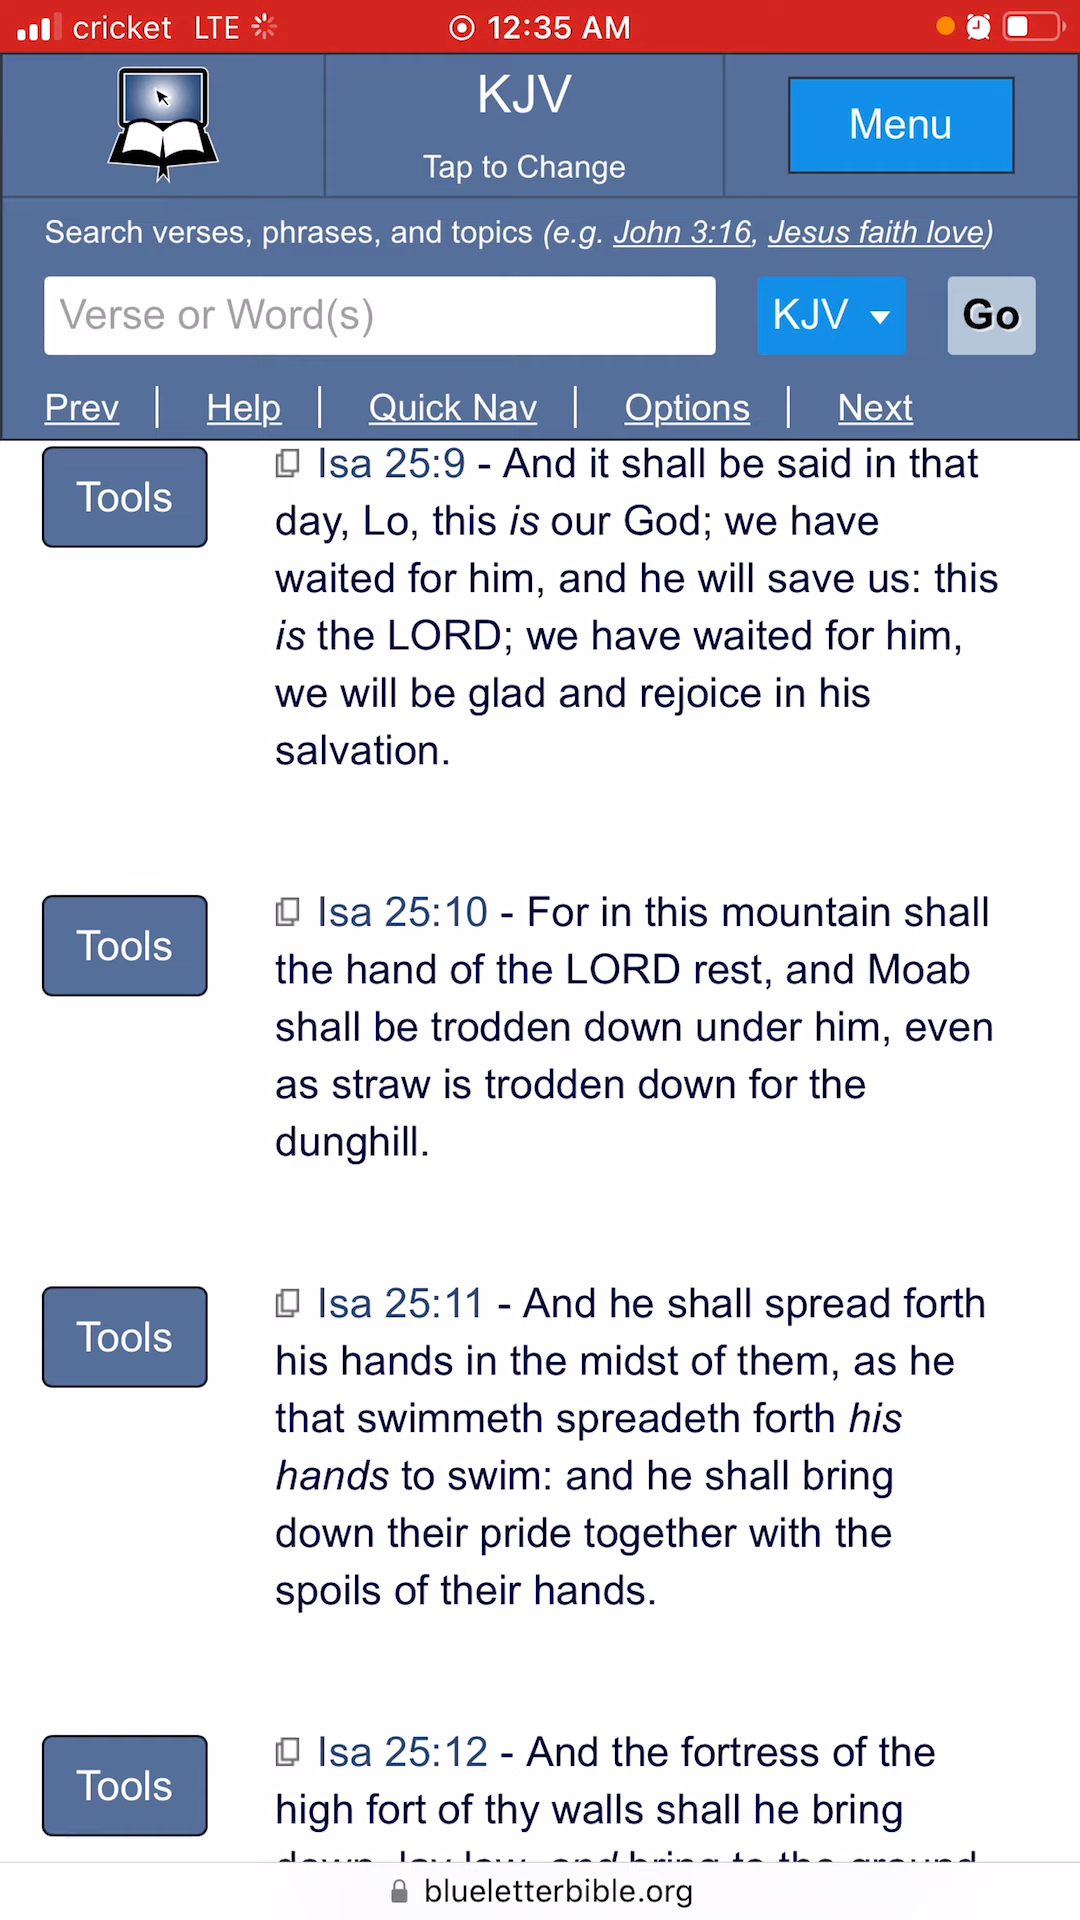 cricket LTE 12:35 AM
KJV
Tap to Change
Menu
Search verses, phrases, and topics (e.g. John 3:16, Jesus faith love)
Verse or Word(s) KJV Go
Prev | Help | Quick Nav | Options | Next
Tools
Isa 25:9 - And it shall be said in that
day, Lo, this is our God; we have
waited for him, and he will save us: this
is the LORD; we have waited for him,
we will be glad and rejoice in his
salvation.
Tools
Isa 25:10 - For in this mountain shall
the hand of the LORD rest, and Moab
shall be trodden down under him, even
as straw is trodden down for the
dunghill.
Tools
Isa 25:11 - And he shall spread forth
his hands in the midst of them, as he
that swimmeth spreadeth forth his
hands to swim: and he shall bring
down their pride together with the
spoils of their hands.
Tools
Isa 25:12 - And the fortress of the
high fort of thy walls shall he bring
down, lay low, and bring to the ground,
blueletterbible.org